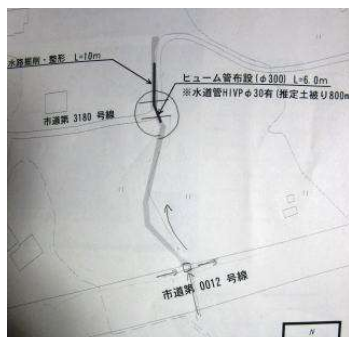 水路掘削・整形 L=10m
ヒューム管布設(φ300) L=6.0m
※水道管HIVPφ30有(推定土被り800m
市道第 3180 号線
市道第 0012 号線
N